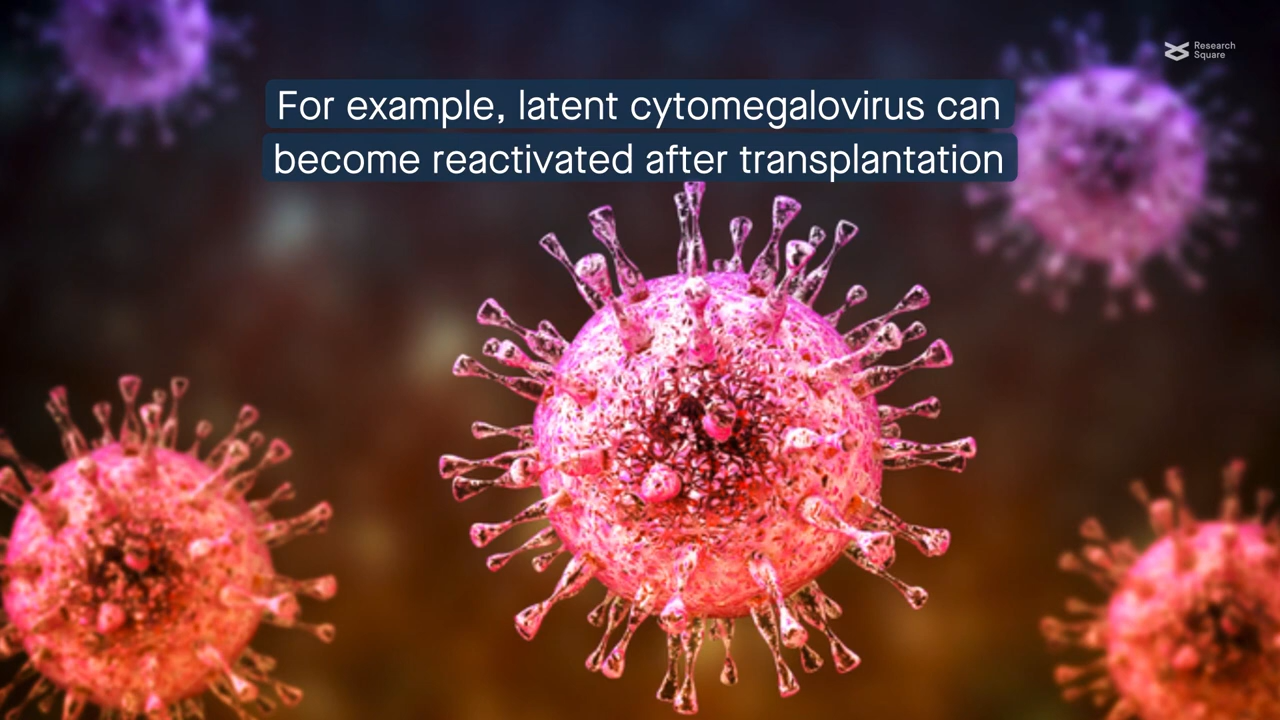 Research
Square
For example, latent cytomegalovirus can
become reactivated after transplantation